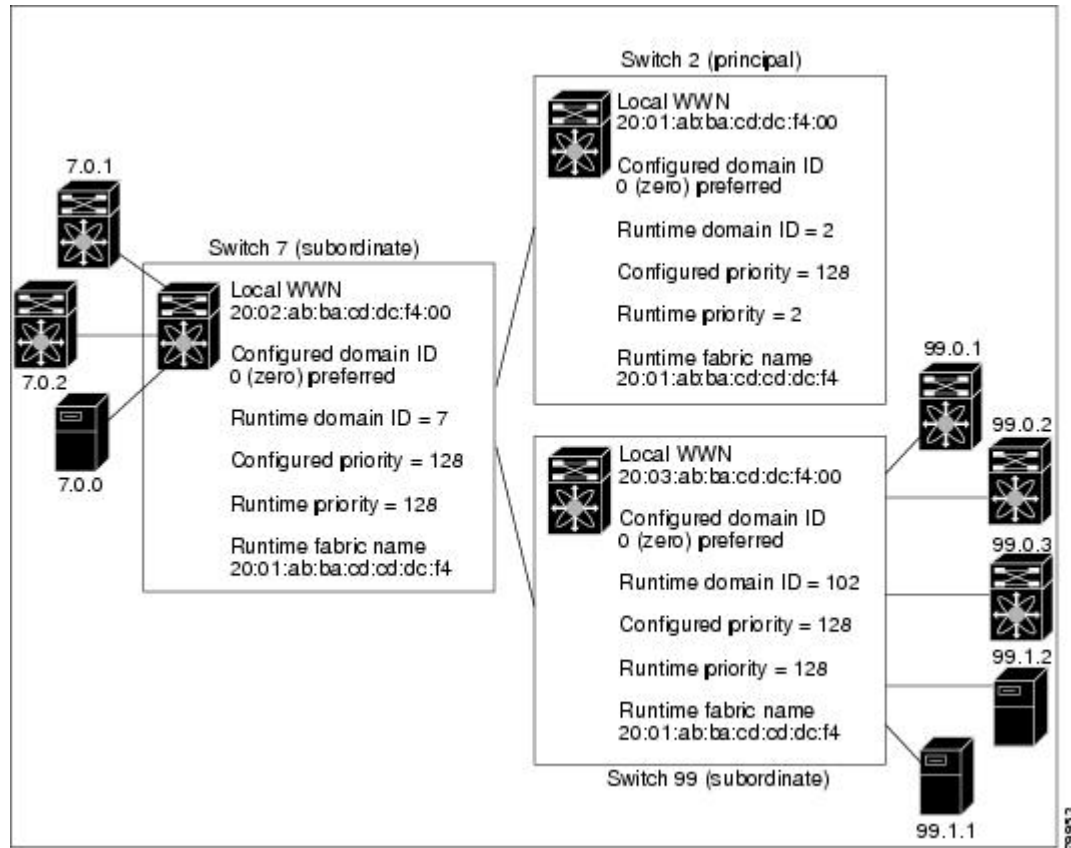 Switch 2 (principal)
Local WWN
20:01:ab:ba:cd:dc:f4:00
Configured domain ID
0 (zero) preferred
Runtime domain ID = 2
Configured priority = 128
Runtime priority = 2
Runtime fabric name
20:01:ab:ba:cd:cd:dc:f4
7.0.1
7.0.2
7.0.0
Switch 7 (subordinate)
Local WWN
20:02:ab:ba:cd:dc:f4:00
Configured domain ID
0 (zero) preferred
Runtime domain ID = 7
Configured priority = 128
Runtime priority = 128
Runtime fabric name
20:01:ab:ba:cd:cd:dc:f4
Local WWN
20:03:ab:ba:cd:dc:f4:00
Configured domain ID
0 (zero) preferred
Runtime domain ID = 102
Configured priority = 128
Runtime priority = 128
Runtime fabric name
20:01:ab:ba:cd:cd:dc:f4
Switch 99 (subordinate)
99.0.1
99.0.2
99.0.3
99.1.2
99.1.1